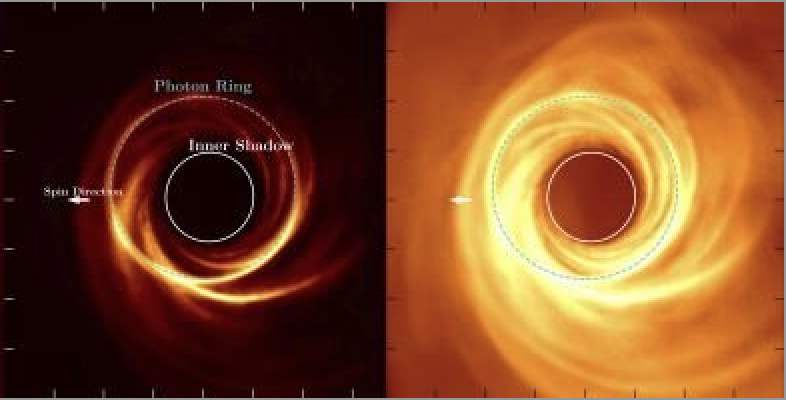 Photon Ring
Inner Shadow
Spin Direction